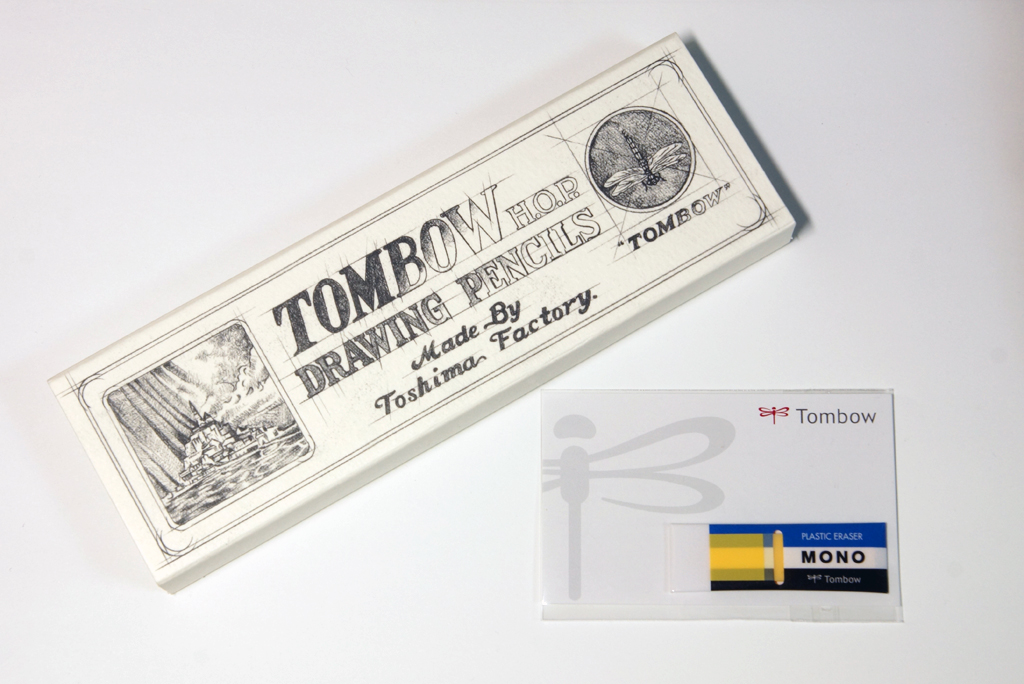 TOMBOW H.O.P.
DRAWING PENCILS
Made By
Toshima Factory.
"TOMBOW"
Tombow
PLASTIC ERASER
MONO
Tombow